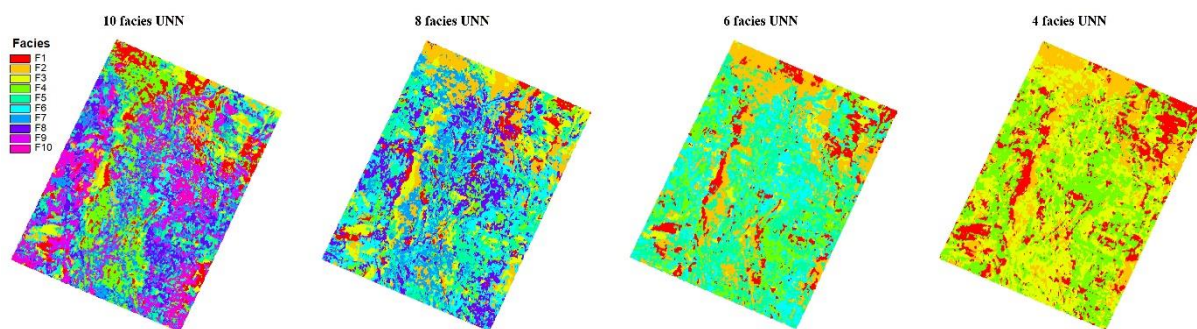 10 facies UNN
8 facies UNN
6 facies UNN
4 facies UNN
Facies
F1
F2
F3
F4
F5
F6
F7
F8
F9
F10